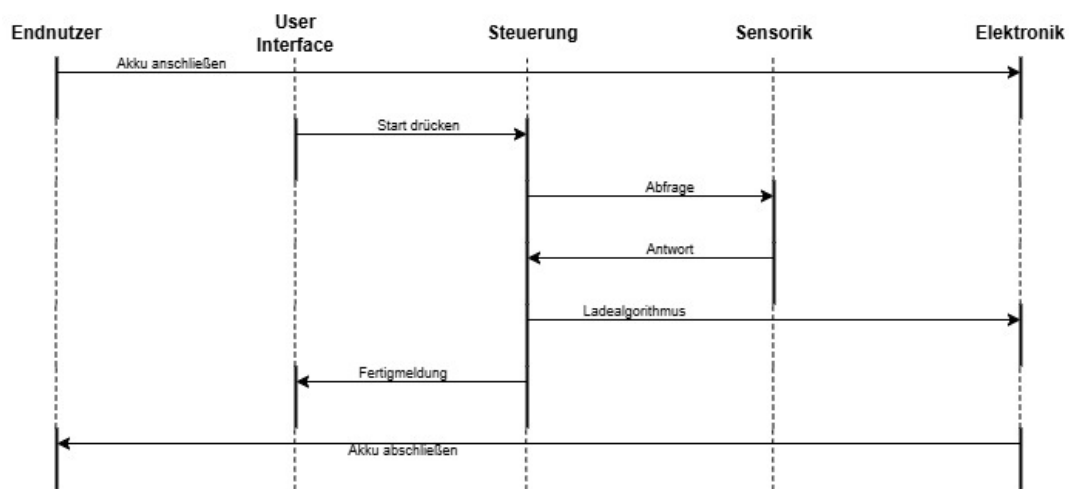 Endnutzer
User
Interface
Steuerung
Sensorik
Elektronik
Akku anschließen
Start drücken
Abfrage
Antwort
Ladealgorithmus
Fertigmeldung
Akku abschließen